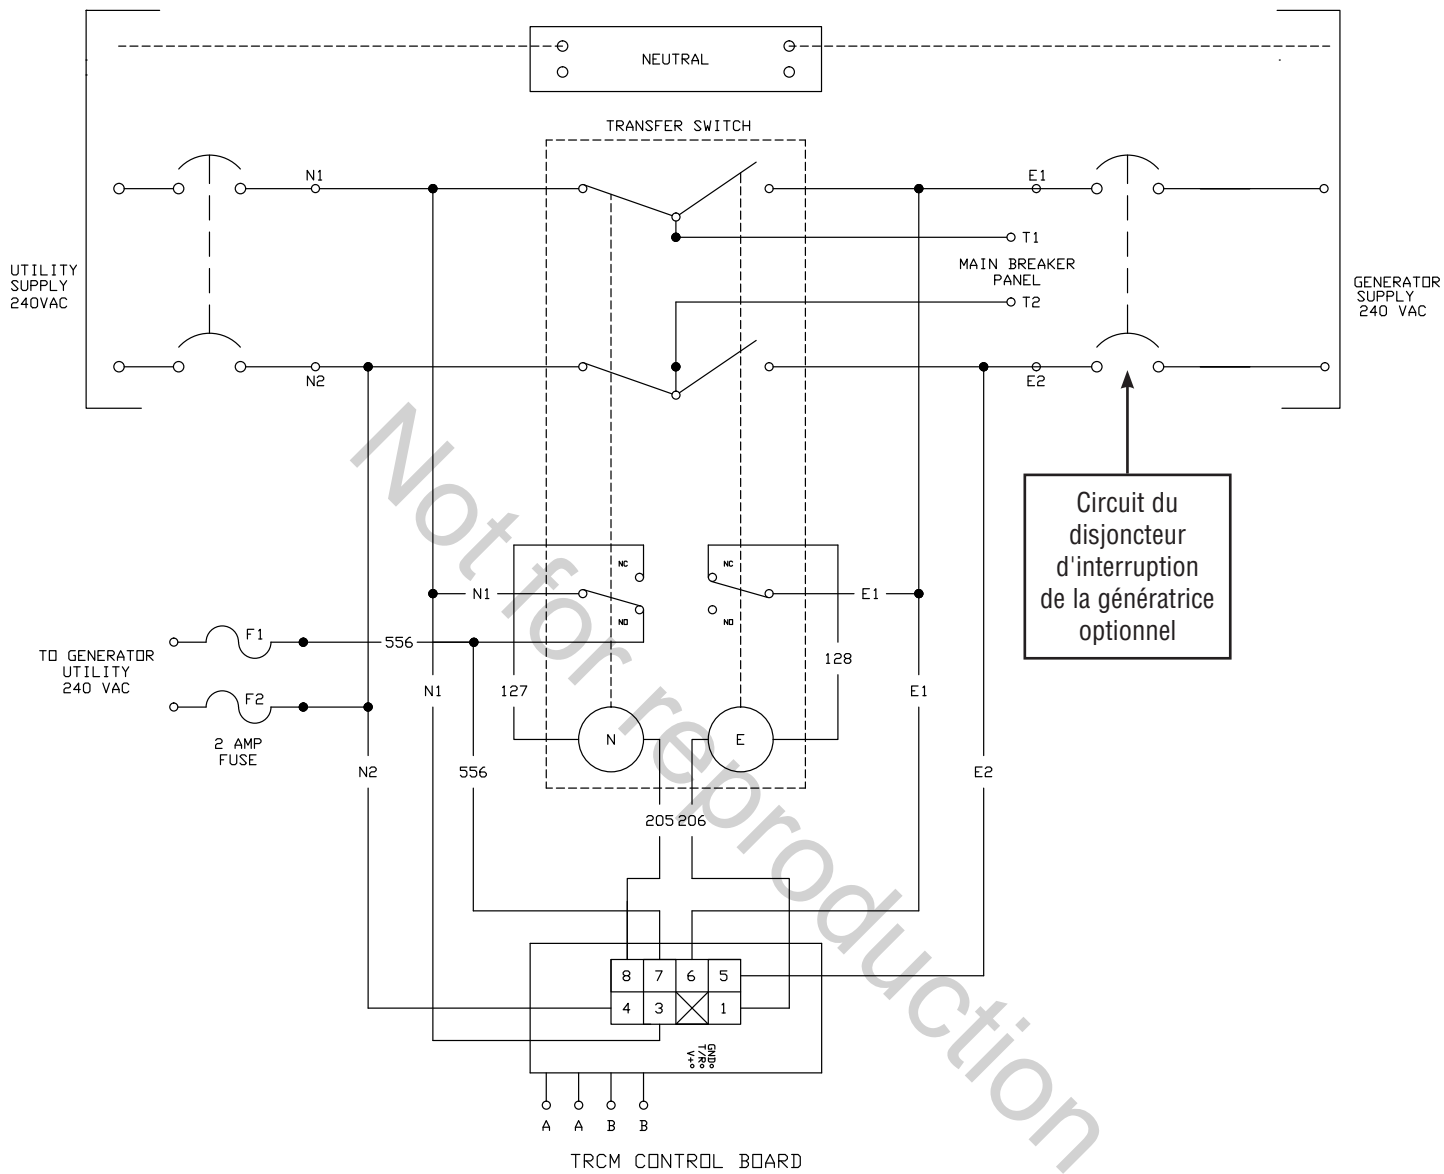 NEUTRAL
TRANSFER SWITCH
N1
E1
T1
MAIN BREAKER
PANEL
T2
UTILITY
SUPPLY
240VAC
GENERATOR
SUPPLY
240 VAC
N2
E2
Circuit du
disjoncteur
d'interruption
de la génératrice
optionnel
NC
NC
N1
E1
NO
NO
F1
556
TO GENERATOR
UTILITY
240 VAC
128
N1
127
E1
F2
2 AMP
FUSE
N
E
N2
556
E2
205 206
8 7 6 5
4 3 1
GND
T/R
V+
A A B B
TRCM CONTROL BOARD
Not for reproduction